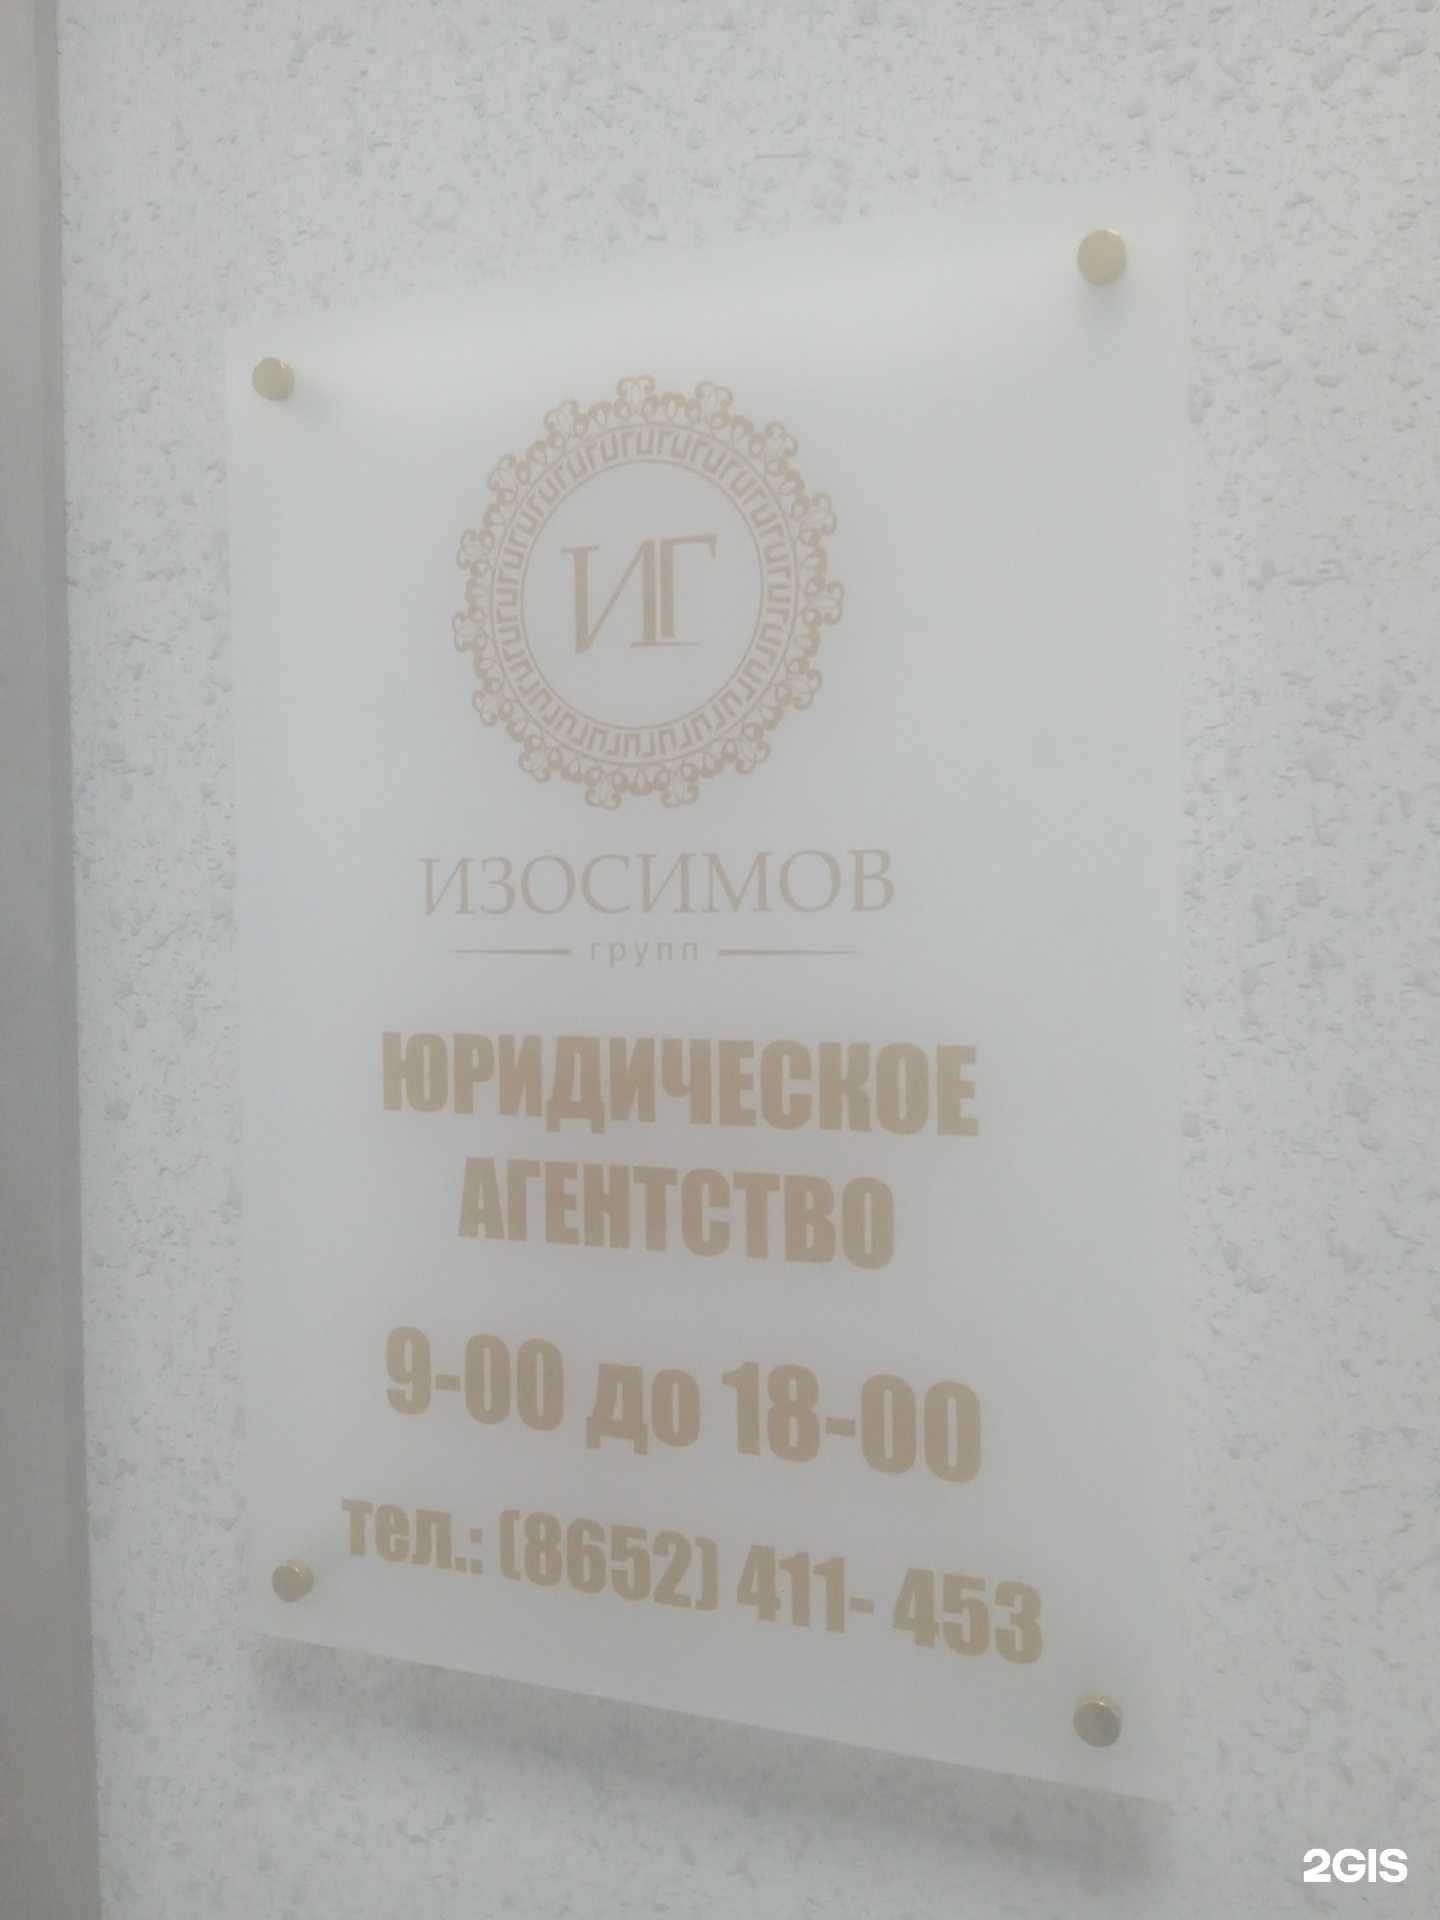 ИГ
ИЗОСИМОВ
групп
ЮРИДИЧЕСКОЕ
АГЕНТСТВО
9-00 до 18-00
тел.: (8652) 411- 453
2GIS